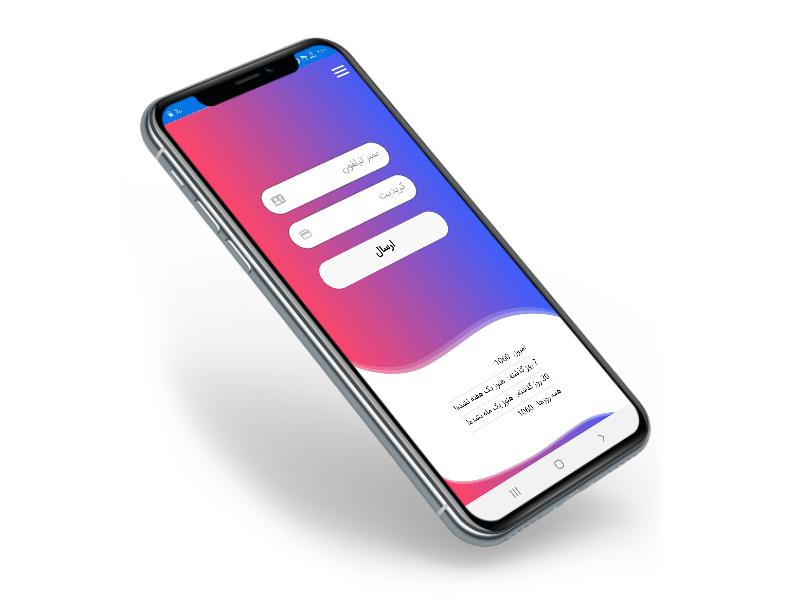 نمبر تیلفون
کریدیت
ارسال
امروز: 1060
7 روز گذشته: هنوز یک هفته نشده!
30 روز گذشته: هنوز یک ماه نشده!
همه روزها: 1060